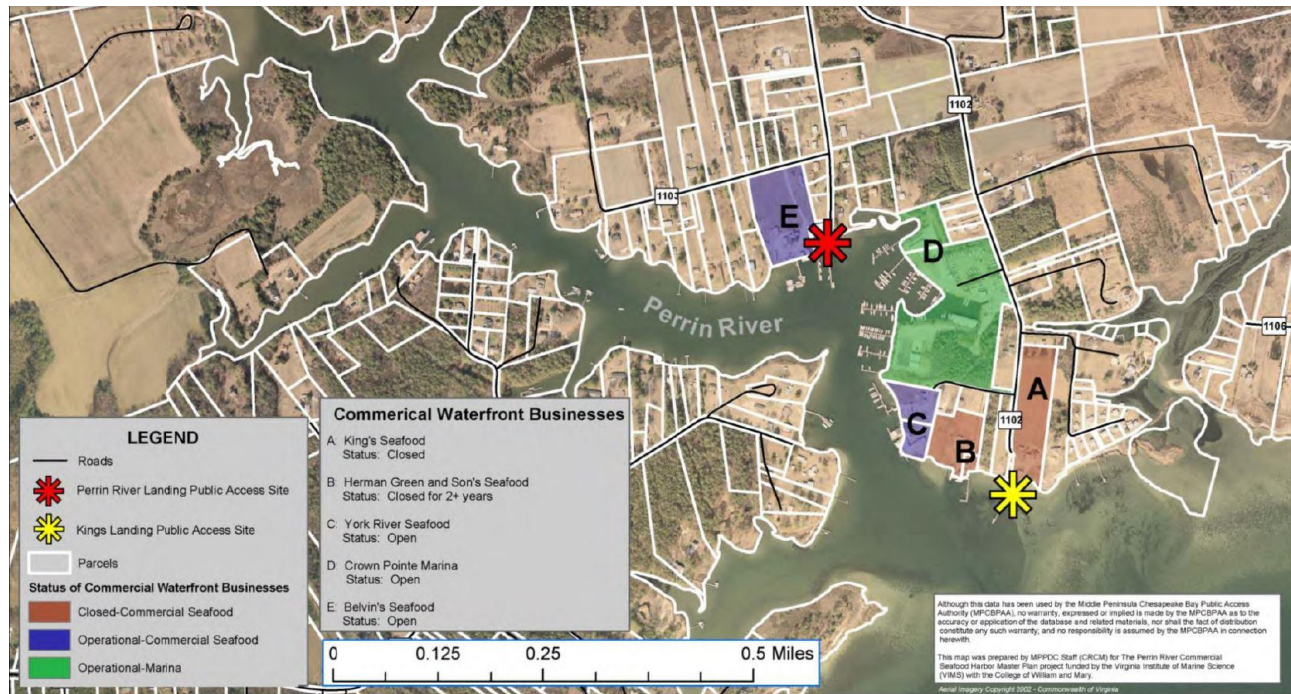 1102
1103
E
D
Perrin River
1106
A
C
1102
B
LEGEND
Roads
Perrin River Landing Public Access Site
Kings Landing Public Access Site
Parcels
Status of Commercial Waterfront Businesses
Closed-Commercial Seafood
Operational-Commercial Seafood
Operational-Marina
Commerical Waterfront Businesses
A: King's Seafood
Status: Closed
B: Herman Green and Son's Seafood
Status: Closed for 2+ years
C: York River Seafood
Status: Open
D: Crown Pointe Marina
Status: Open
E: Belvin's Seafood
Status: Open
0 0.125 0.25 0.5 Miles
Although this data has been used by the Middle Peninsula Chesapeake Bay Public Access
Authority (MPCBPAA), no warranty, expressed or implied is made by the MPCBPAA as to the
accuracy or application of the database and related materials, nor shall the fact of distribution
constitute any such warranty, and no responsibility is assumed by the MPCBPAA in connection
herewith.
This map was prepared by MPPDC Staff (CRCM) for The Perrin River Commercial
Seafood Harbor Master Plan project funded by the Virginia Institute of Marine Science
(VIMS) with the College of William and Mary.
Aerial Imagery Copyright 2002 - Commonwealth of Virginia